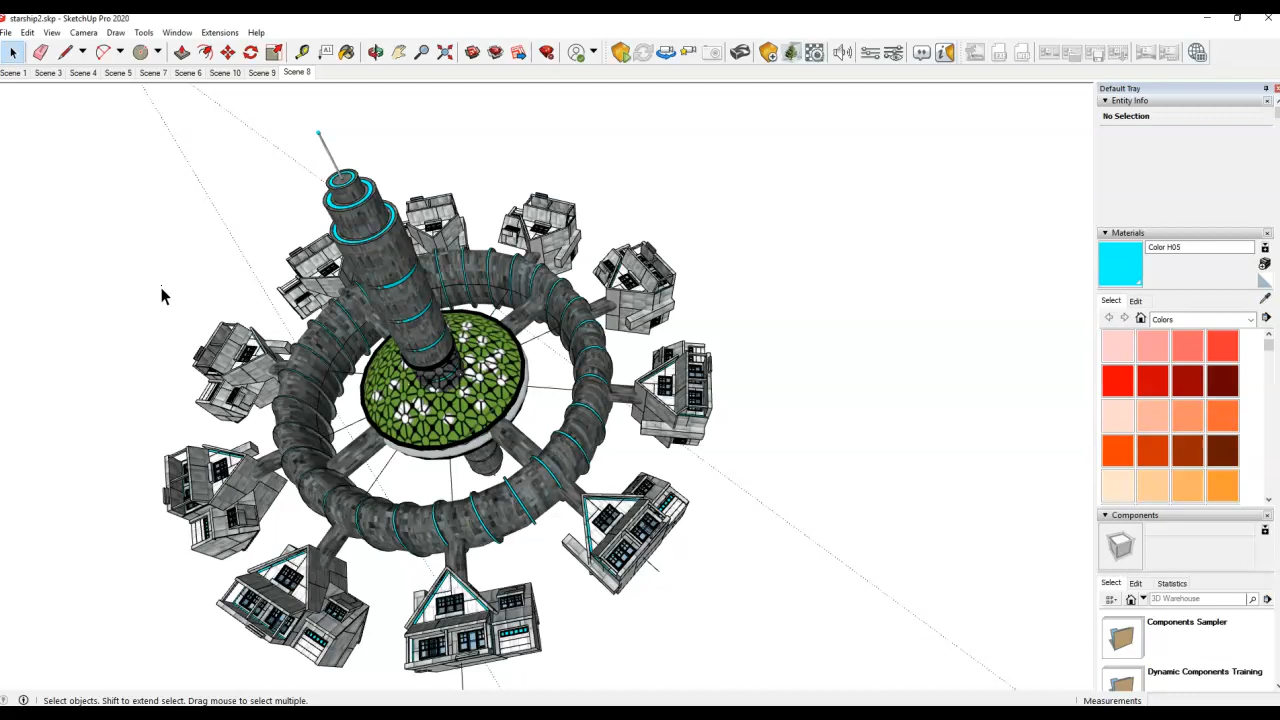 starship2.skp - SketchUp Pro 2020
File Edit View Camera Draw Tools Window Extensions Help
Scene 1 Scene 3 Scene 4 Scene 5 Scene 7 Scene 6 Scene 10 Scene 9 Scene 8
Default Tray
Entity Info
No Selection
Materials
Color H05
Select Edit
Colors
Components
Select Edit Statistics
3D Warehouse
Components Sampler
Dynamic Components Training
Select objects. Shift to extend select. Drag mouse to select multiple.
Measurements